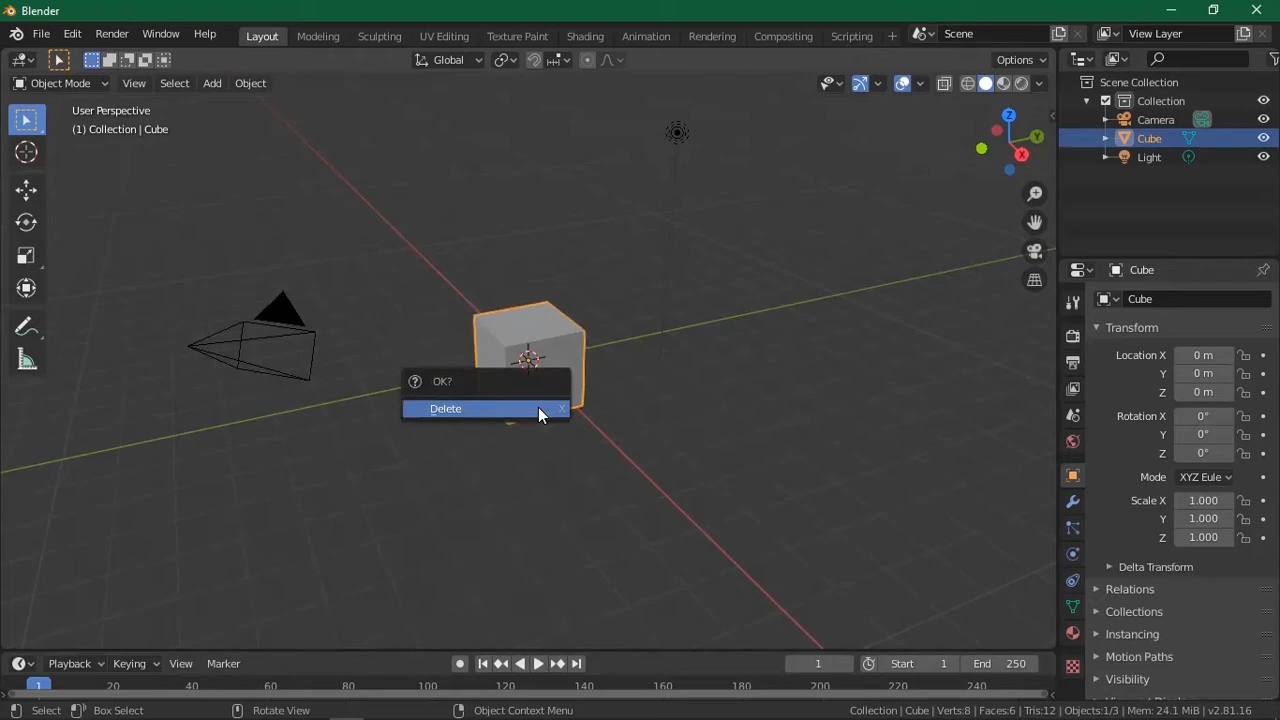 Blender
File Edit Render Window Help Layout Modeling Sculpting UV Editing Texture Paint Shading Animation Rendering Compositing Scripting + Scene View Layer
Global Options
Object Mode View Select Add Object
User Perspective
(1) Collection | Cube
Z
Y
X
OK?
Delete X
Scene Collection
Collection
Camera
Cube
Light
Cube
Cube
Transform
Location X 0 m
Y 0 m
Z 0 m
Rotation X 0°
Y 0°
Z 0°
Mode XYZ Eule
Scale X 1.000
Y 1.000
Z 1.000
Delta Transform
Relations
Collections
Instancing
Motion Paths
Visibility
Playback Keying View Marker 1 Start 1 End 250
1 20 40 60 80 100 120 140 160 180 200 220 240
Select Box Select Rotate View Object Context Menu Collection | Cube | Verts:8 | Faces:6 | Tris:12 | Objects:1/3 | Mem: 24.1 MiB | v2.81.16